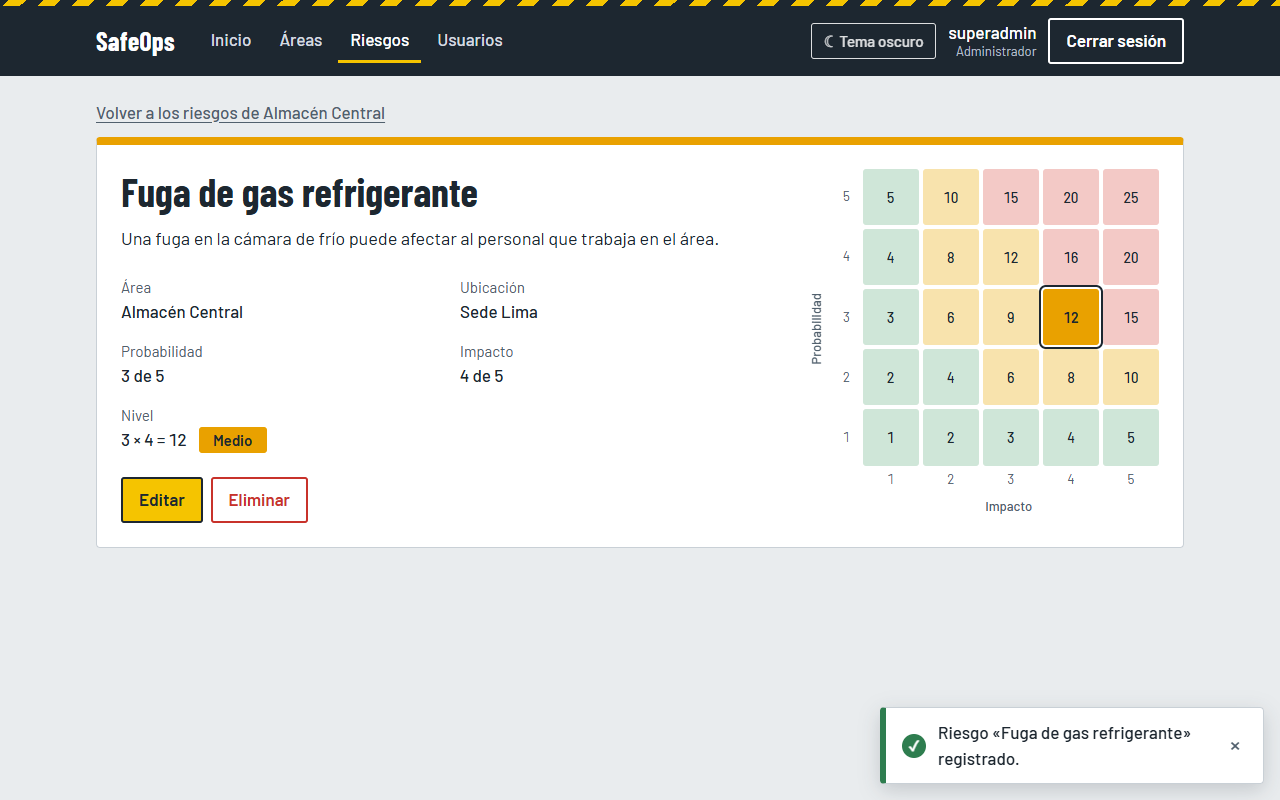 SafeOps
Inicio
Áreas
Riesgos
Usuarios
☾ Tema oscuro
superadmin
Administrador
Cerrar sesión
Volver a los riesgos de Almacén Central
Fuga de gas refrigerante
Una fuga en la cámara de frío puede afectar al personal que trabaja en el área.
Área
Almacén Central
Ubicación
Sede Lima
Probabilidad
3 de 5
Impacto
4 de 5
Nivel
3 × 4 = 12 Medio
Editar
Eliminar
Probabilidad
5 5 10 15 20 25
4 4 8 12 16 20
3 3 6 9 12 15
2 2 4 6 8 10
1 1 2 3 4 5
1 2 3 4 5
Impacto
Riesgo «Fuga de gas refrigerante»
registrado.
×